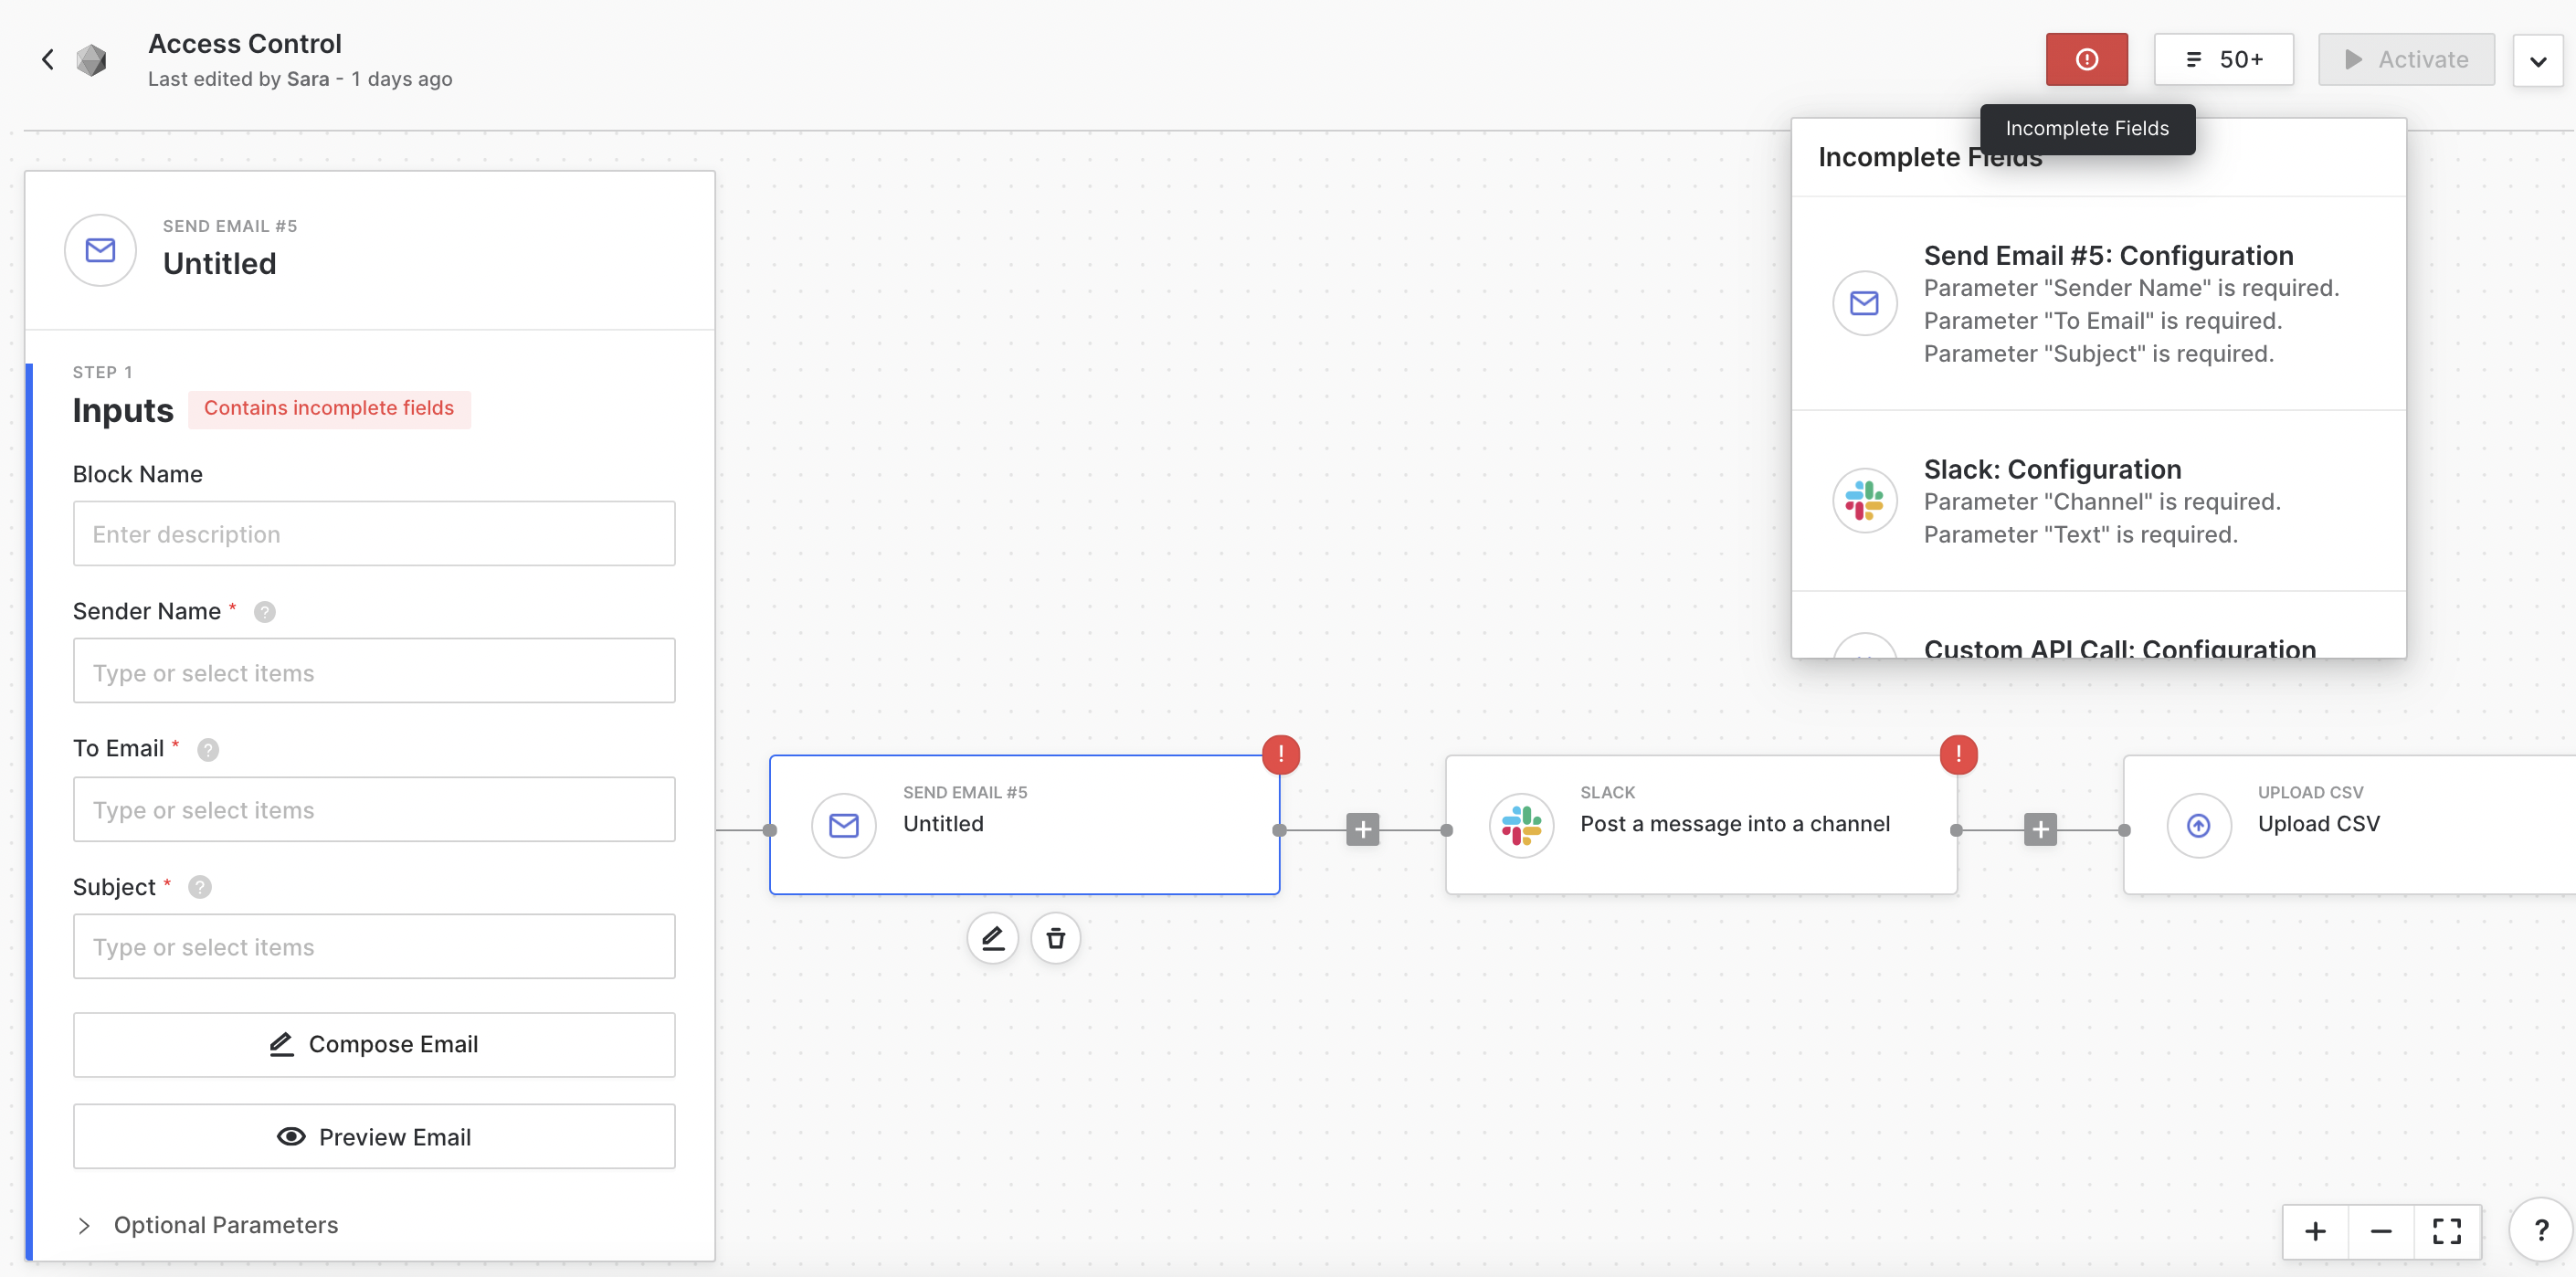 Access Control
Last edited by Sara - 1 days ago
50+
Activate
Incomplete Fields
Incomplete Fields
Send Email #5: Configuration
Parameter "Sender Name" is required.
Parameter "To Email" is required.
Parameter "Subject" is required.
Slack: Configuration
Parameter "Channel" is required.
Parameter "Text" is required.
Custom API Call: Configuration
SEND EMAIL #5
Untitled
STEP 1
Inputs
Contains incomplete fields
Block Name
Enter description
Sender Name * ?
Type or select items
To Email * ?
Type or select items
Subject * ?
Type or select items
Compose Email
Preview Email
Optional Parameters
SEND EMAIL #5
Untitled
!
SLACK
Post a message into a channel
!
UPLOAD CSV
Upload CSV
?